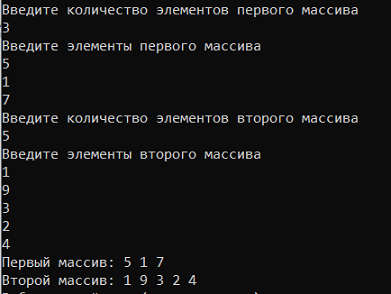 Введите количество элементов первого массива
3
Введите элементы первого массива
5
1
7
Введите количество элементов второго массива
5
Введите элементы второго массива
1
9
3
2
4
Первый массив: 5 1 7
Второй массив: 1 9 3 2 4